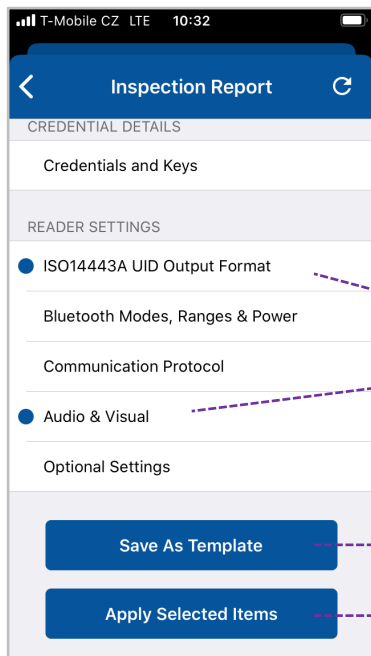 T-Mobile CZ LTE 10:32
Inspection Report
CREDENTIAL DETAILS
Credentials and Keys
READER SETTINGS
ISO14443A UID Output Format
Bluetooth Modes, Ranges & Power
Communication Protocol
Audio & Visual
Optional Settings
Save As Template
Apply Selected Items